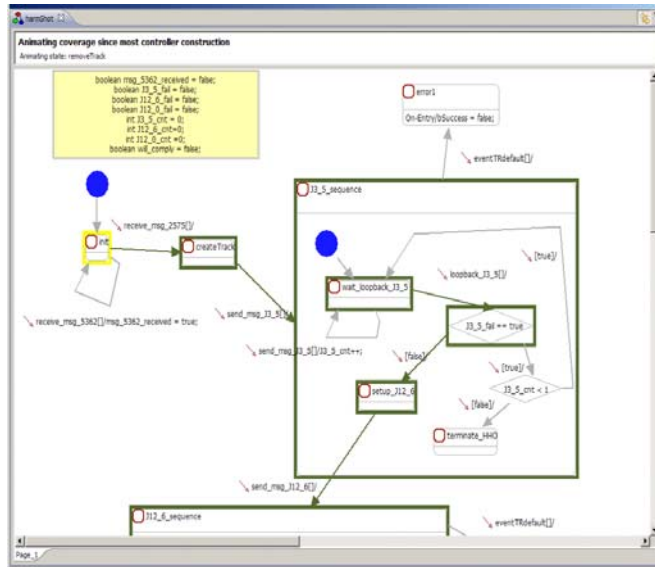 harmShot
Animating coverage since most controller construction
Animating state: removeTrack
boolean msg_5362_received = false;
boolean J3_5_fail = false;
boolean J12_6_fail = false;
boolean J12_0_fail = false;
int J3_5_cnt = 0;
int J12_6_cnt=0;
int J12_0_cnt =0;
boolean will_comply = false;
error1
On-Entry/bSuccess = false;
eventTRdefault[]/
J3_5_sequence
receive_msg_2575[]/
init
createTrack
[true]/
loopback_J3_5[]/
wait_loopback_J3_5
send_msg_J3_5[]/
receive_msg_5362[]/msg_5362_received = true;
J3_5_fail == true
send_msg_J3_5[]/J3_5_cnt++;
[false]/
[true]/
setup_J12_6
J3_5_cnt < 1
[false]/
terminate_HHO
send_msg_J12_6[]/
J12_6_sequence
eventTRdefault[]/
Page_1